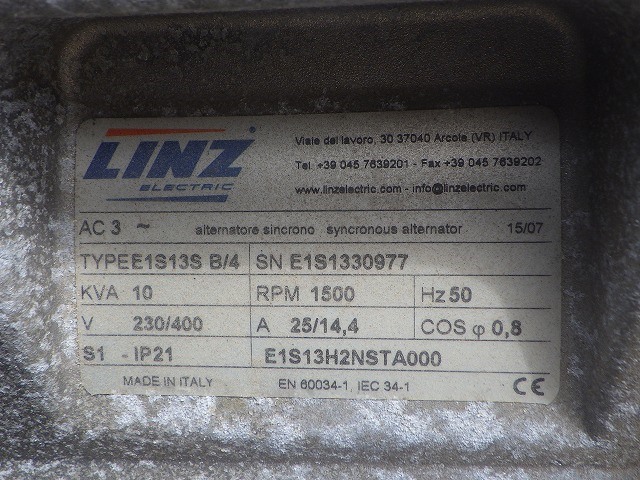 LINZ
ELECTRIC
Viale del lavoro, 30 37040 Arcole (VR) ITALY
Tel. +39 045 7639201 - Fax +39 045 7639202
www.linzelectric.com - info@linzelectric.com
AC 3 ~ alternatore sincrono syncronous alternator 15/07
TYPE E1S13S B/4 SN E1S1330977
KVA 10 RPM 1500 Hz 50
V 230/400 A 25/14,4 COS φ 0,8
S1 - IP21 E1S13H2NSTA000
MADE IN ITALY EN 60034-1, IEC 34-1 CE